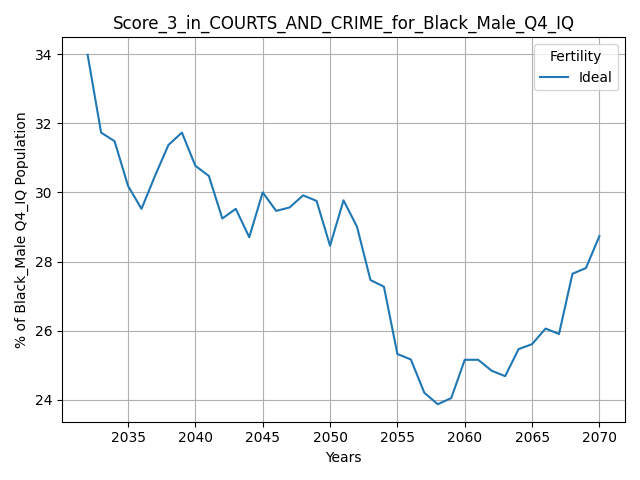 Score_3_in_COURTS_AND_CRIME_for_Black_Male_Q4_IQ
Fertility
Ideal
% of Black_Male Q4_IQ Population
34
32
30
28
26
24
2035 2040 2045 2050 2055 2060 2065 2070
Years